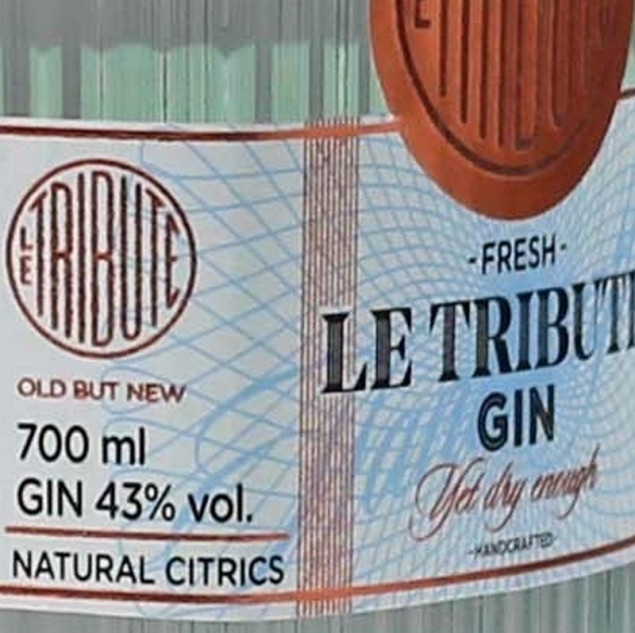 LE TRIBUTE
OLD BUT NEW
700 ml
GIN 43% vol.
NATURAL CITRICS
-FRESH-
LE TRIBUTE
GIN
Yet dry enough
-HANDCRAFTED-